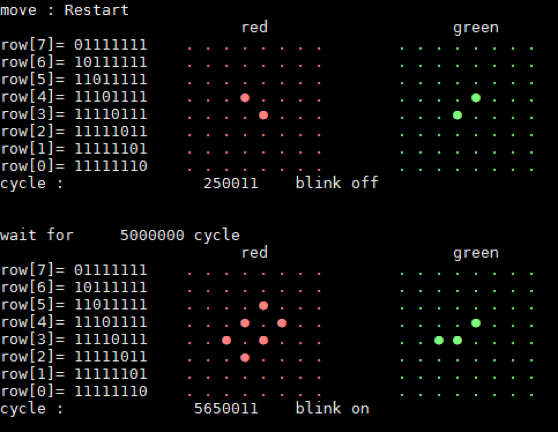 move : Restart
red green
row[7]= 01111111 . . . . . . . . . . . . . . . .
row[6]= 10111111 . . . . . . . . . . . . . . . .
row[5]= 11011111 . . . . . . . . . . . . . . . .
row[4]= 11101111 . . . ● . . . . . . . . ● . . .
row[3]= 11110111 . . . . ● . . . . . . ● . . . .
row[2]= 11111011 . . . . . . . . . . . . . . . .
row[1]= 11111101 . . . . . . . . . . . . . . . .
row[0]= 11111110 . . . . . . . . . . . . . . . .
cycle : 250011 blink off
wait for 5000000 cycle
red green
row[7]= 01111111 . . . . . . . . . . . . . . . .
row[6]= 10111111 . . . . . . . . . . . . . . . .
row[5]= 11011111 . . . . ● . . . . . . . . . . .
row[4]= 11101111 . . . ● . ● . . . . . . ● . . .
row[3]= 11110111 . . ● . ● . . . . . ● ● . . . .
row[2]= 11111011 . . . ● . . . . . . . . . . . .
row[1]= 11111101 . . . . . . . . . . . . . . . .
row[0]= 11111110 . . . . . . . . . . . . . . . .
cycle : 5650011 blink on